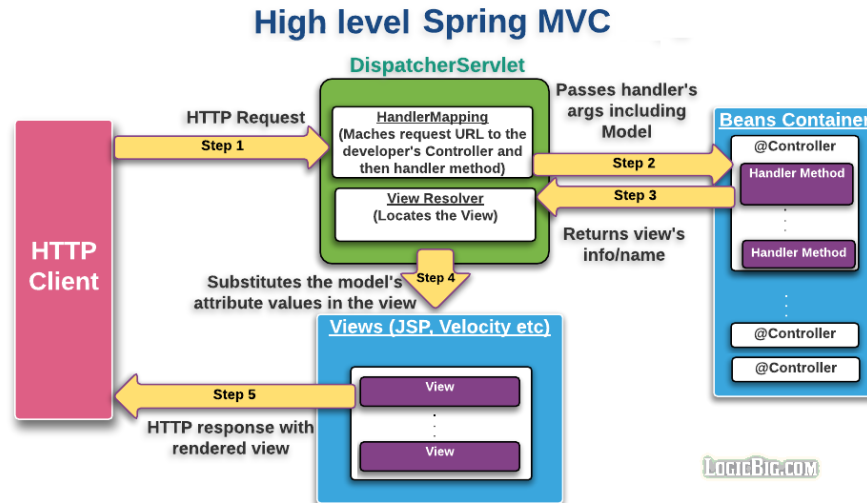 High level Spring MVC
DispatcherServlet
HTTP Request
Step 1
HandlerMapping
(Maches request URL to the
developer's Controller and
then handler method)
View Resolver
(Locates the View)
Passes handler's
args including
Model
Step 2
Step 3
Returns view's
info/name
Beans Container
@Controller
Handler Method
Handler Method
@Controller
@Controller
HTTP
Client
Step 4
Substitutes the model's
attribute values in the view
Views (JSP, Velocity etc)
View
View
Step 5
HTTP response with
rendered view
LogicBig.com